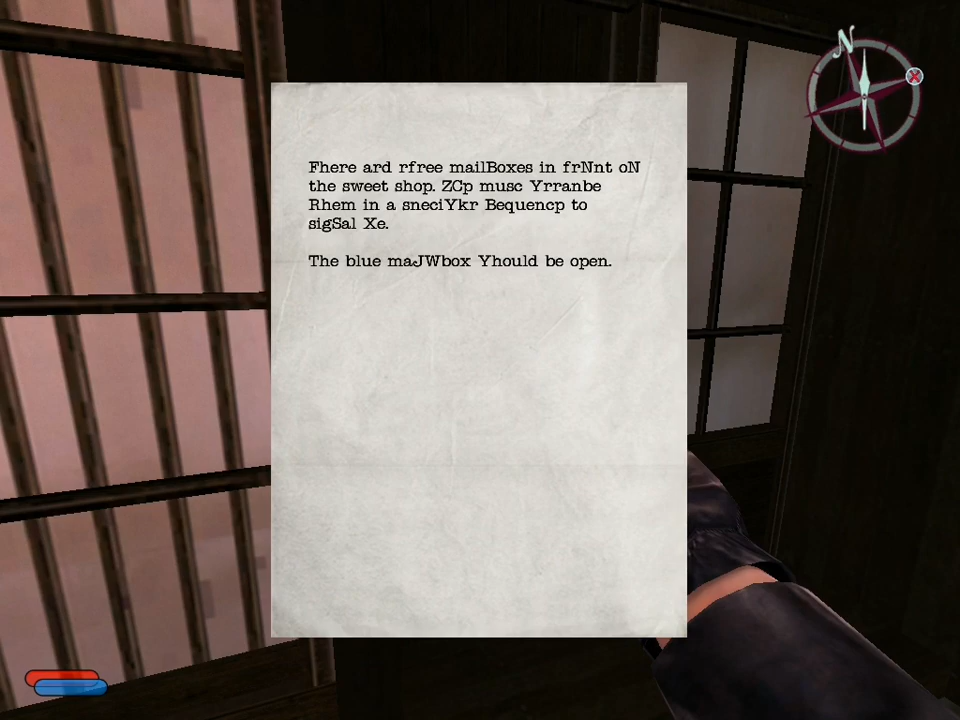 N
Fhere ard rfree mailBoxes in frNnt oN
the sweet shop. ZCp musc Yrranbe
Rhem in a sneciYkr Bequencp to
sigSal Xe.
The blue maJWbox Yhould be open.